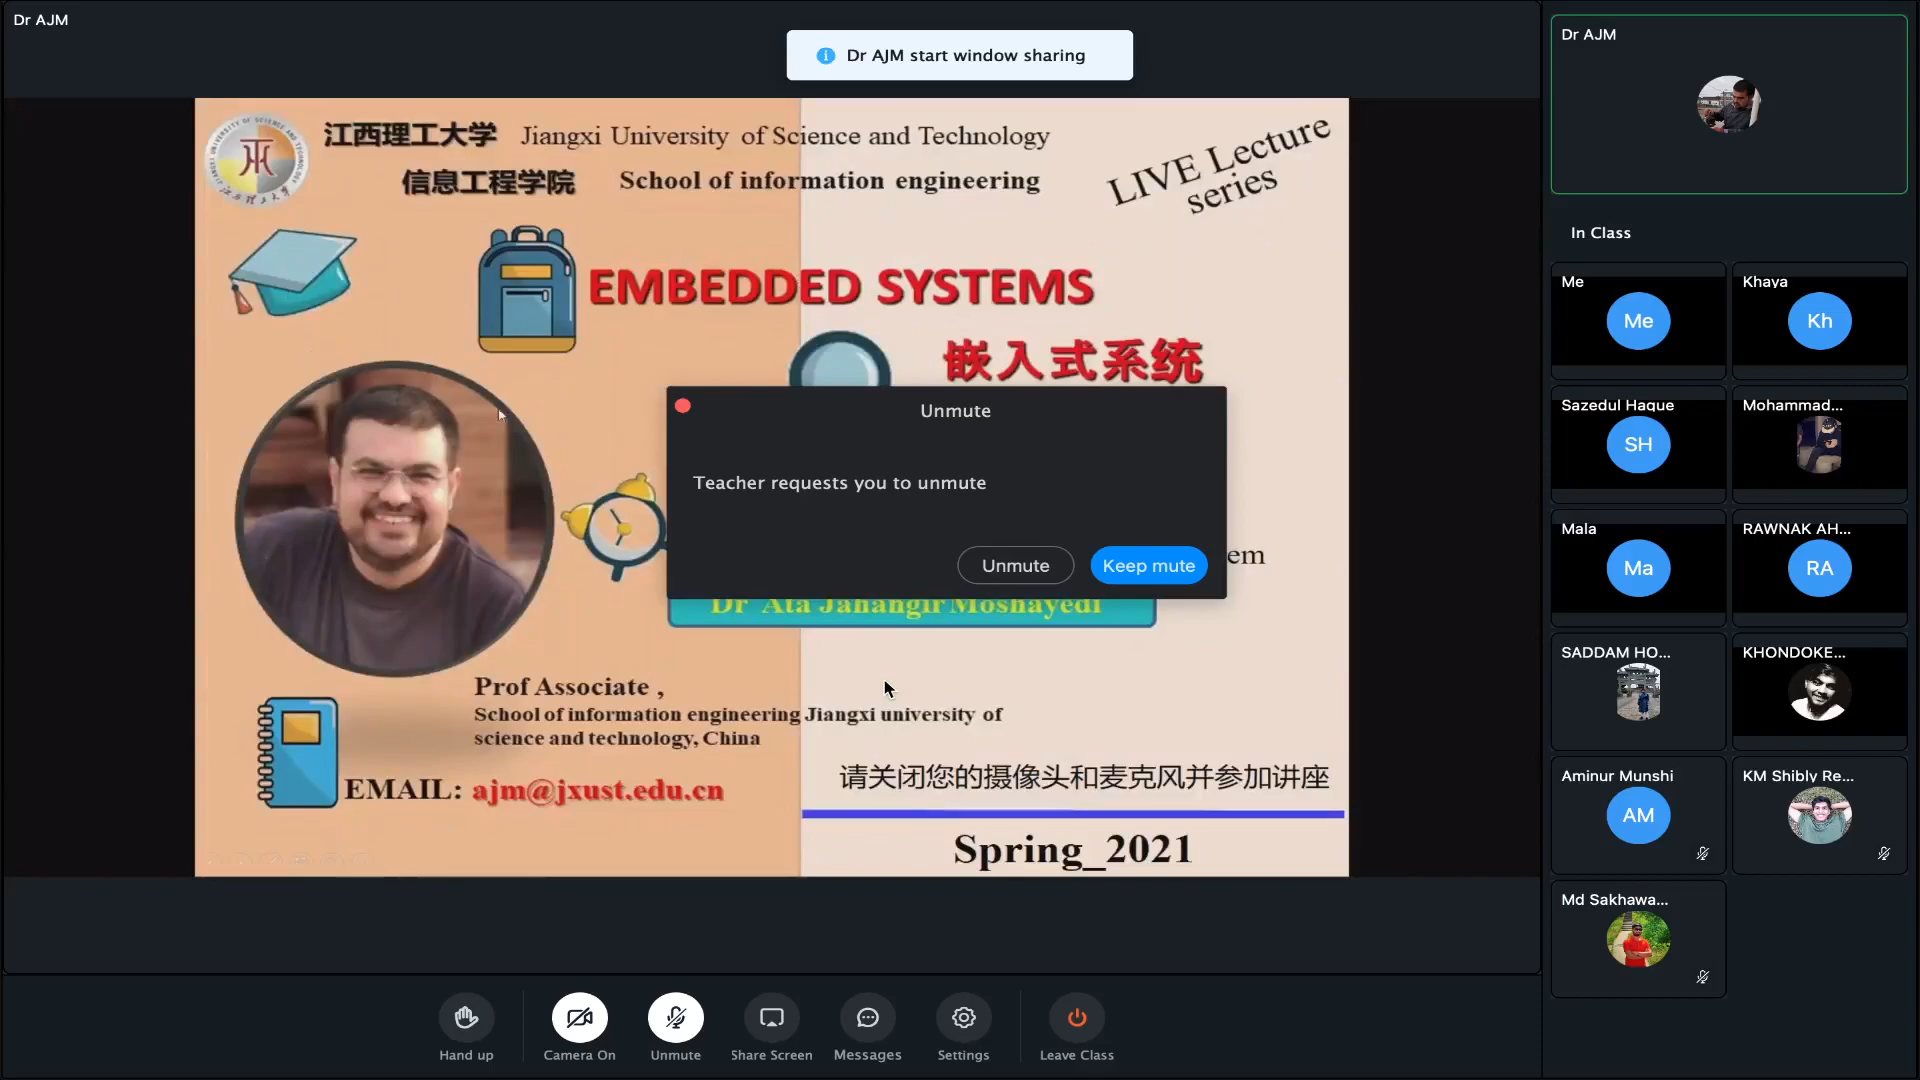 Dr AJM
Dr AJM start window sharing
江西理工大学 Jiangxi University of Science and Technology
信息工程学院 School of information engineering
LIVE Lecture
series
EMBEDDED SYSTEMS
嵌入式系统
Unmute
Teacher requests you to unmute
Unmute
Keep mute
em
Dr Ata Jahangir Moshayedi
Prof Associate ,
School of information engineering Jiangxi university of
science and technology, China
EMAIL: ajm@jxust.edu.cn
请关闭您的摄像头和麦克风并参加讲座
Spring_2021
Hand up
Camera On
Unmute
Share Screen
Messages
Settings
Leave Class
Dr AJM
In Class
Me
Me
Khaya
Kh
Sazedul Haque
SH
Mohammad...
Mala
Ma
RAWNAK AH...
RA
SADDAM HO...
KHONDOKE...
Aminur Munshi
AM
KM Shibly Re...
Md Sakhawa...